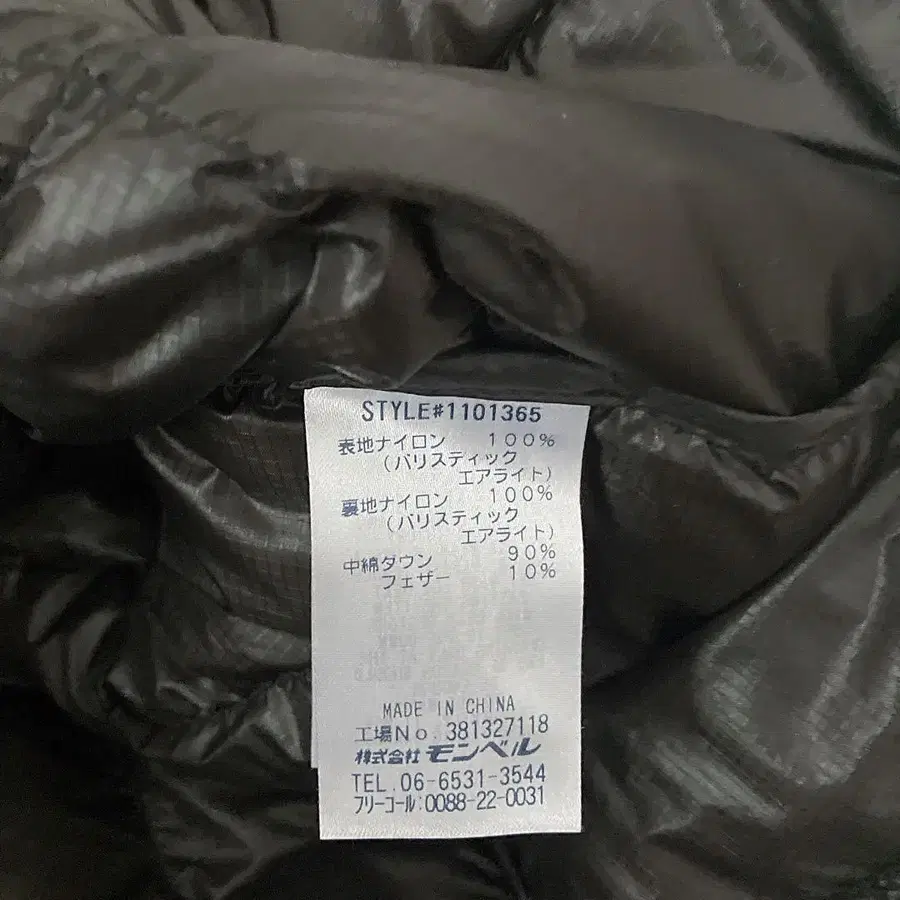 STYLE#1101365
表地ナイロン 100%
(バリスティック
エアライト)
裏地ナイロン 100%
(バリスティック
エアライト)
中綿ダウン 90%
フェザー 10%
MADE IN CHINA
工場No. 381327118
株式会社 モンベル
TEL.06-6531-3544
フリーコール:0088-22-0031